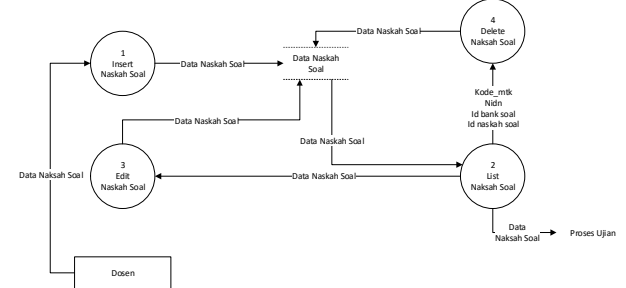 4
Delete
Naksah Soal
Data Naskah Soal
1
Insert
Naskah Soal
Data Naskah Soal
Data Naskah
Soal
Kode_mtk
Nidn
Id bank soal
Id naskah soal
Data Naskah Soal
Data Naskah Soal
3
Edit
Naskah Soal
Data Naksah Soal
Data Naskah Soal
2
List
Naksah Soal
Data
Naksah Soal
Proses Ujian
Dosen